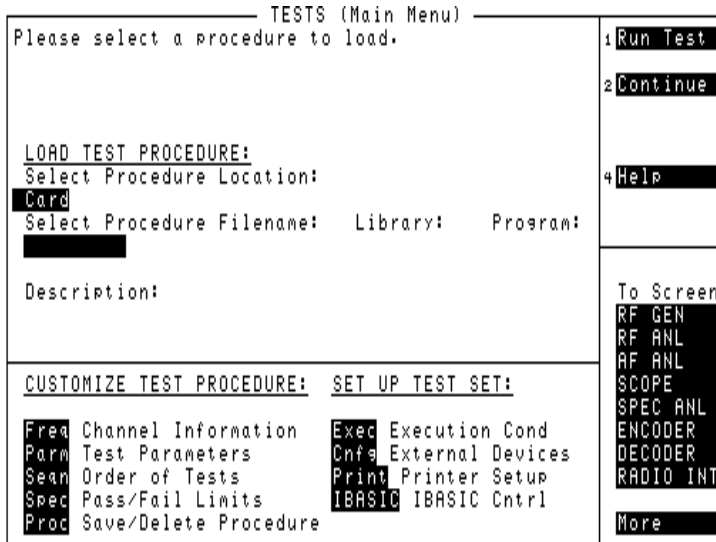 TESTS (Main Menu)
Please select a procedure to load.
LOAD TEST PROCEDURE:
Select Procedure Location:
Card
Select Procedure Filename: Library: Program:
Description:
CUSTOMIZE TEST PROCEDURE: SET UP TEST SET:
Freq Channel Information Exec Execution Cond
Parm Test Parameters Cnfg External Devices
Seqn Order of Tests Print Printer Setup
Spec Pass/Fail Limits IBASIC IBASIC Cntrl
Proc Save/Delete Procedure
1 Run Test
2 Continue
4 Help
To Screen
RF GEN
RF ANL
AF ANL
SCOPE
SPEC ANL
ENCODER
DECODER
RADIO INT
More